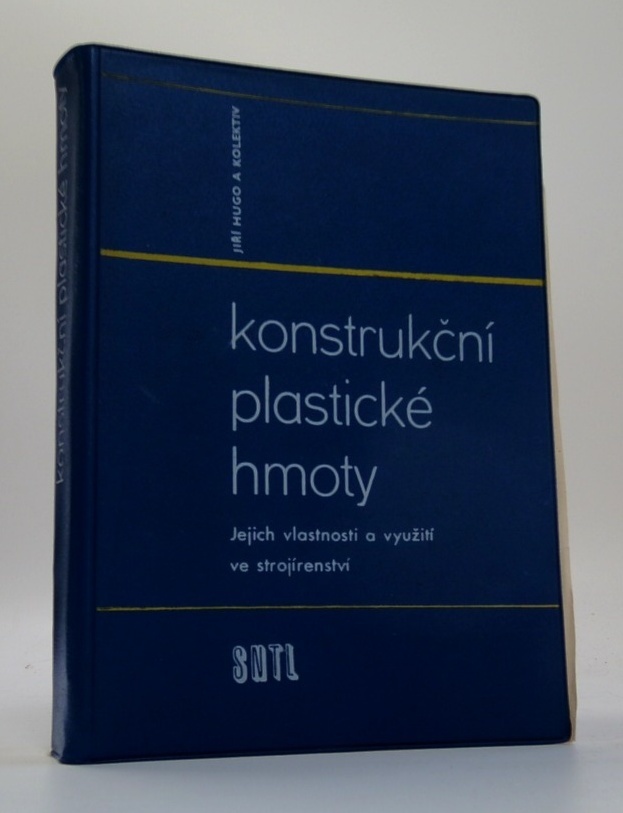 konstrukční plastické hmoty
JIŘÍ HUGO A KOLEKTIV
konstrukční
plastické
hmoty
Jejich vlastnosti a využití
ve strojírenství
SNTL